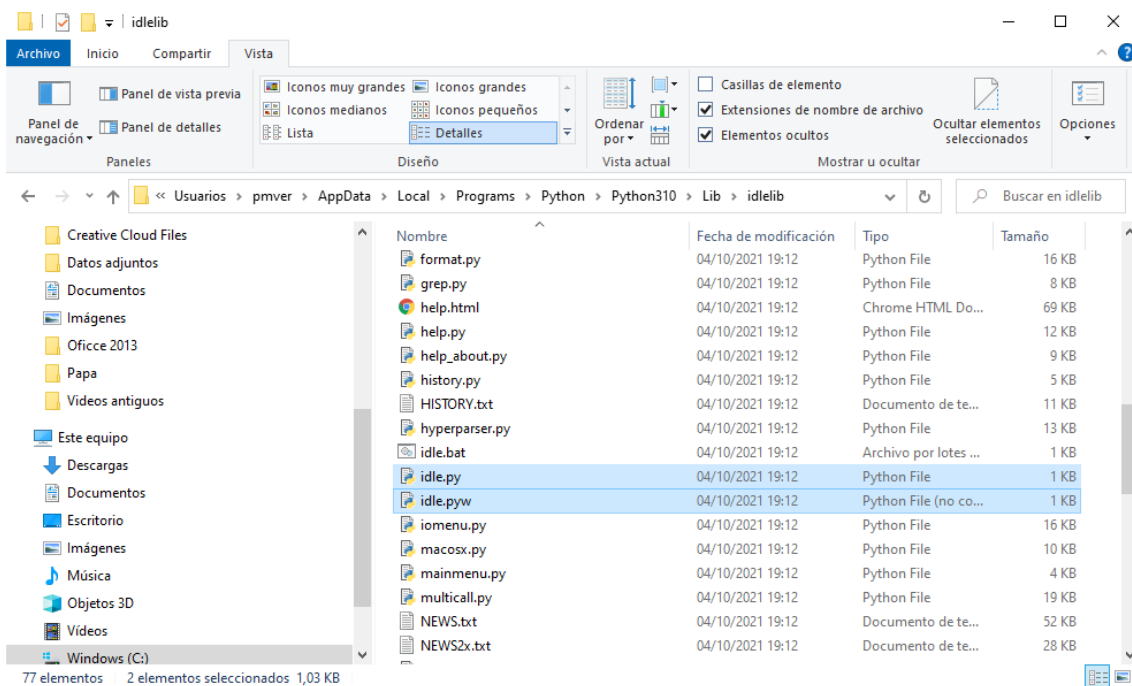 idlelib
Archivo Inicio Compartir Vista
Panel de navegación
Panel de vista previa
Panel de detalles
Paneles
Iconos muy grandes Iconos grandes
Iconos medianos Iconos pequeños
Lista Detalles
Diseño
Ordenar por
Vista actual
Casillas de elemento
Extensiones de nombre de archivo
Elementos ocultos
Ocultar elementos seleccionados
Mostrar u ocultar
Opciones
« Usuarios > pmver > AppData > Local > Programs > Python > Python310 > Lib > idlelib
Buscar en idlelib
Creative Cloud Files
Datos adjuntos
Documentos
Imágenes
Oficce 2013
Papa
Videos antiguos
Este equipo
Descargas
Documentos
Escritorio
Imágenes
Música
Objetos 3D
Vídeos
Windows (C:)
Nombre Fecha de modificación Tipo Tamaño
format.py 04/10/2021 19:12 Python File 16 KB
grep.py 04/10/2021 19:12 Python File 8 KB
help.html 04/10/2021 19:12 Chrome HTML Do... 69 KB
help.py 04/10/2021 19:12 Python File 12 KB
help_about.py 04/10/2021 19:12 Python File 9 KB
history.py 04/10/2021 19:12 Python File 5 KB
HISTORY.txt 04/10/2021 19:12 Documento de te... 11 KB
hyperparser.py 04/10/2021 19:12 Python File 13 KB
idle.bat 04/10/2021 19:12 Archivo por lotes ... 1 KB
idle.py 04/10/2021 19:12 Python File 1 KB
idle.pyw 04/10/2021 19:12 Python File (no co... 1 KB
iomenu.py 04/10/2021 19:12 Python File 16 KB
macosx.py 04/10/2021 19:12 Python File 10 KB
mainmenu.py 04/10/2021 19:12 Python File 4 KB
multicall.py 04/10/2021 19:12 Python File 19 KB
NEWS.txt 04/10/2021 19:12 Documento de te... 52 KB
NEWS2x.txt 04/10/2021 19:12 Documento de te... 28 KB
77 elementos 2 elementos seleccionados 1,03 KB